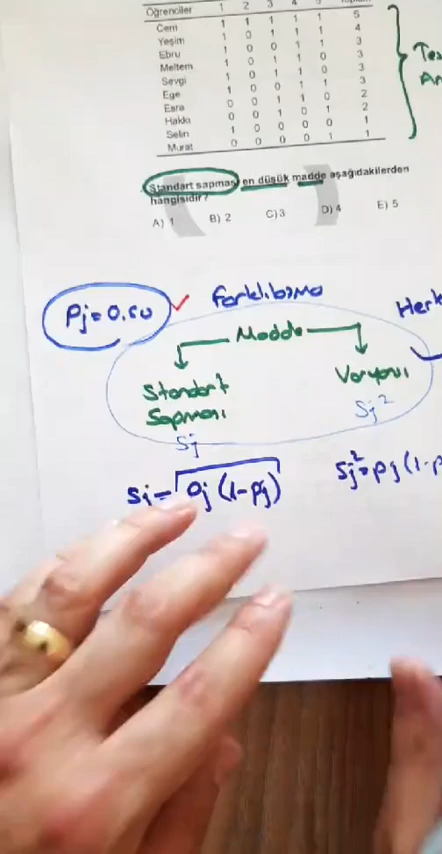 Öğrenciler 1 2 3 4
Cem 1 1 1 1 1 5
Yeşim 1 0 1 1 1 4
Ebru 1 0 0 1 1 3
Meltem 1 0 1 1 0 3
Sevgi 1 0 1 1 0 3
Ege 1 0 0 1 1 3
Esra 0 0 1 1 0 2
Hakkı 0 0 1 0 1 2
Selin 1 0 0 0 0 1
Murat 0 0 0 0 1 1
Standart sapması en düşük madde aşağıdakilerden
hangisidir?
A) 1 B) 2 C) 3 D) 4 E) 5
Farklılaşma
Madde
Standart
Sapması
Sj
Varyansı
Sj²
Sj = √pj (1-pj)
Sj² = pj (1-p